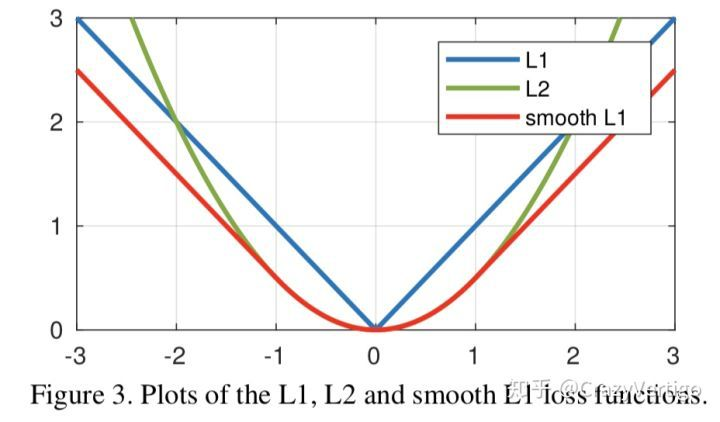 3
L1
L2
smooth L1
2
1
0
-3 -2 -1 0 1 2 3
Figure 3. Plots of the L1, L2 and smooth L1 loss functions.
知乎 @CrazyVertigo